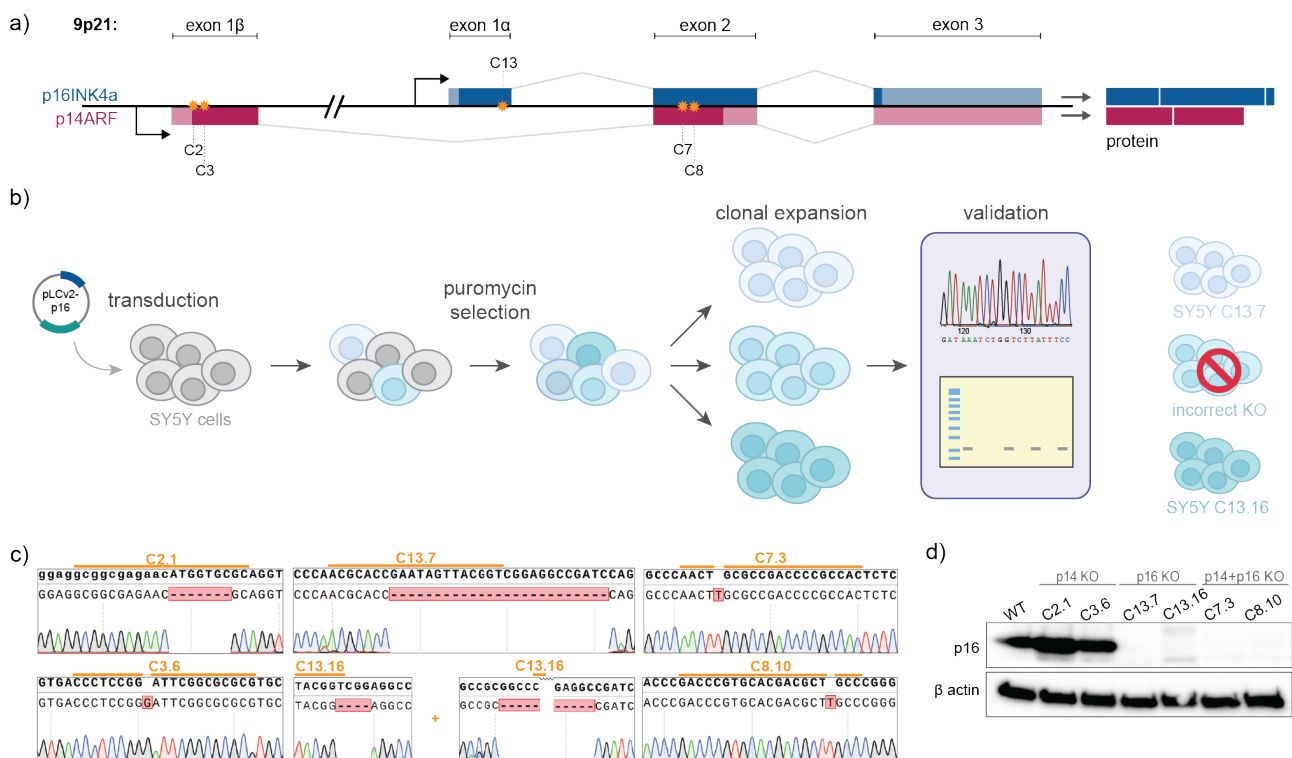 a) 9p21: exon 1β exon 1α exon 2 exon 3
C13
p16INK4a
p14ARF
C2 C7
C3 C8
protein
b)
clonal expansion validation
pLCv2-
p16
transduction
puromycin
selection
SY5Y cells
120 130
GATAAATCTGGTCTTATTTCC
SY5Y C13.7
incorrect KO
SY5Y C13.16
c)
C2.1
ggaggcggcgagaacATGGTGCGCAGGT
GGAGGCGGCGAGAAC-------GCAGGT
C13.7
CCCAACGCACCGAATAGTTACGGTCGGAGGCCGATCCAG
CCCAACGCACC-------------------------CAG
C7.3
GCCCAACT GCGCCGACCCCGCCACTCTC
GCCCAACTTGCGCCGACCCCGCCACTCTC
C3.6
GTGACCCTCCGG ATTCGGCGCGCGTGC
GTGACCCTCCGGGATTCGGCGCGCGTGC
C13.16
TACGGTCGGAGGCC
TACGG----AGGCC
+
C13.16
GCCGCGGCCC GAGGCCGATC
GCCGC----- -----CGATC
C8.10
ACCCGACCCGTGCACGACGCT GCCCGGG
ACCCGACCCGTGCACGACGCTTGCCCGGG
d)
p14 KO p16 KO p14+p16 KO
WT C2.1 C3.6 C13.7 C13.16 C7.3 C8.10
p16
β actin